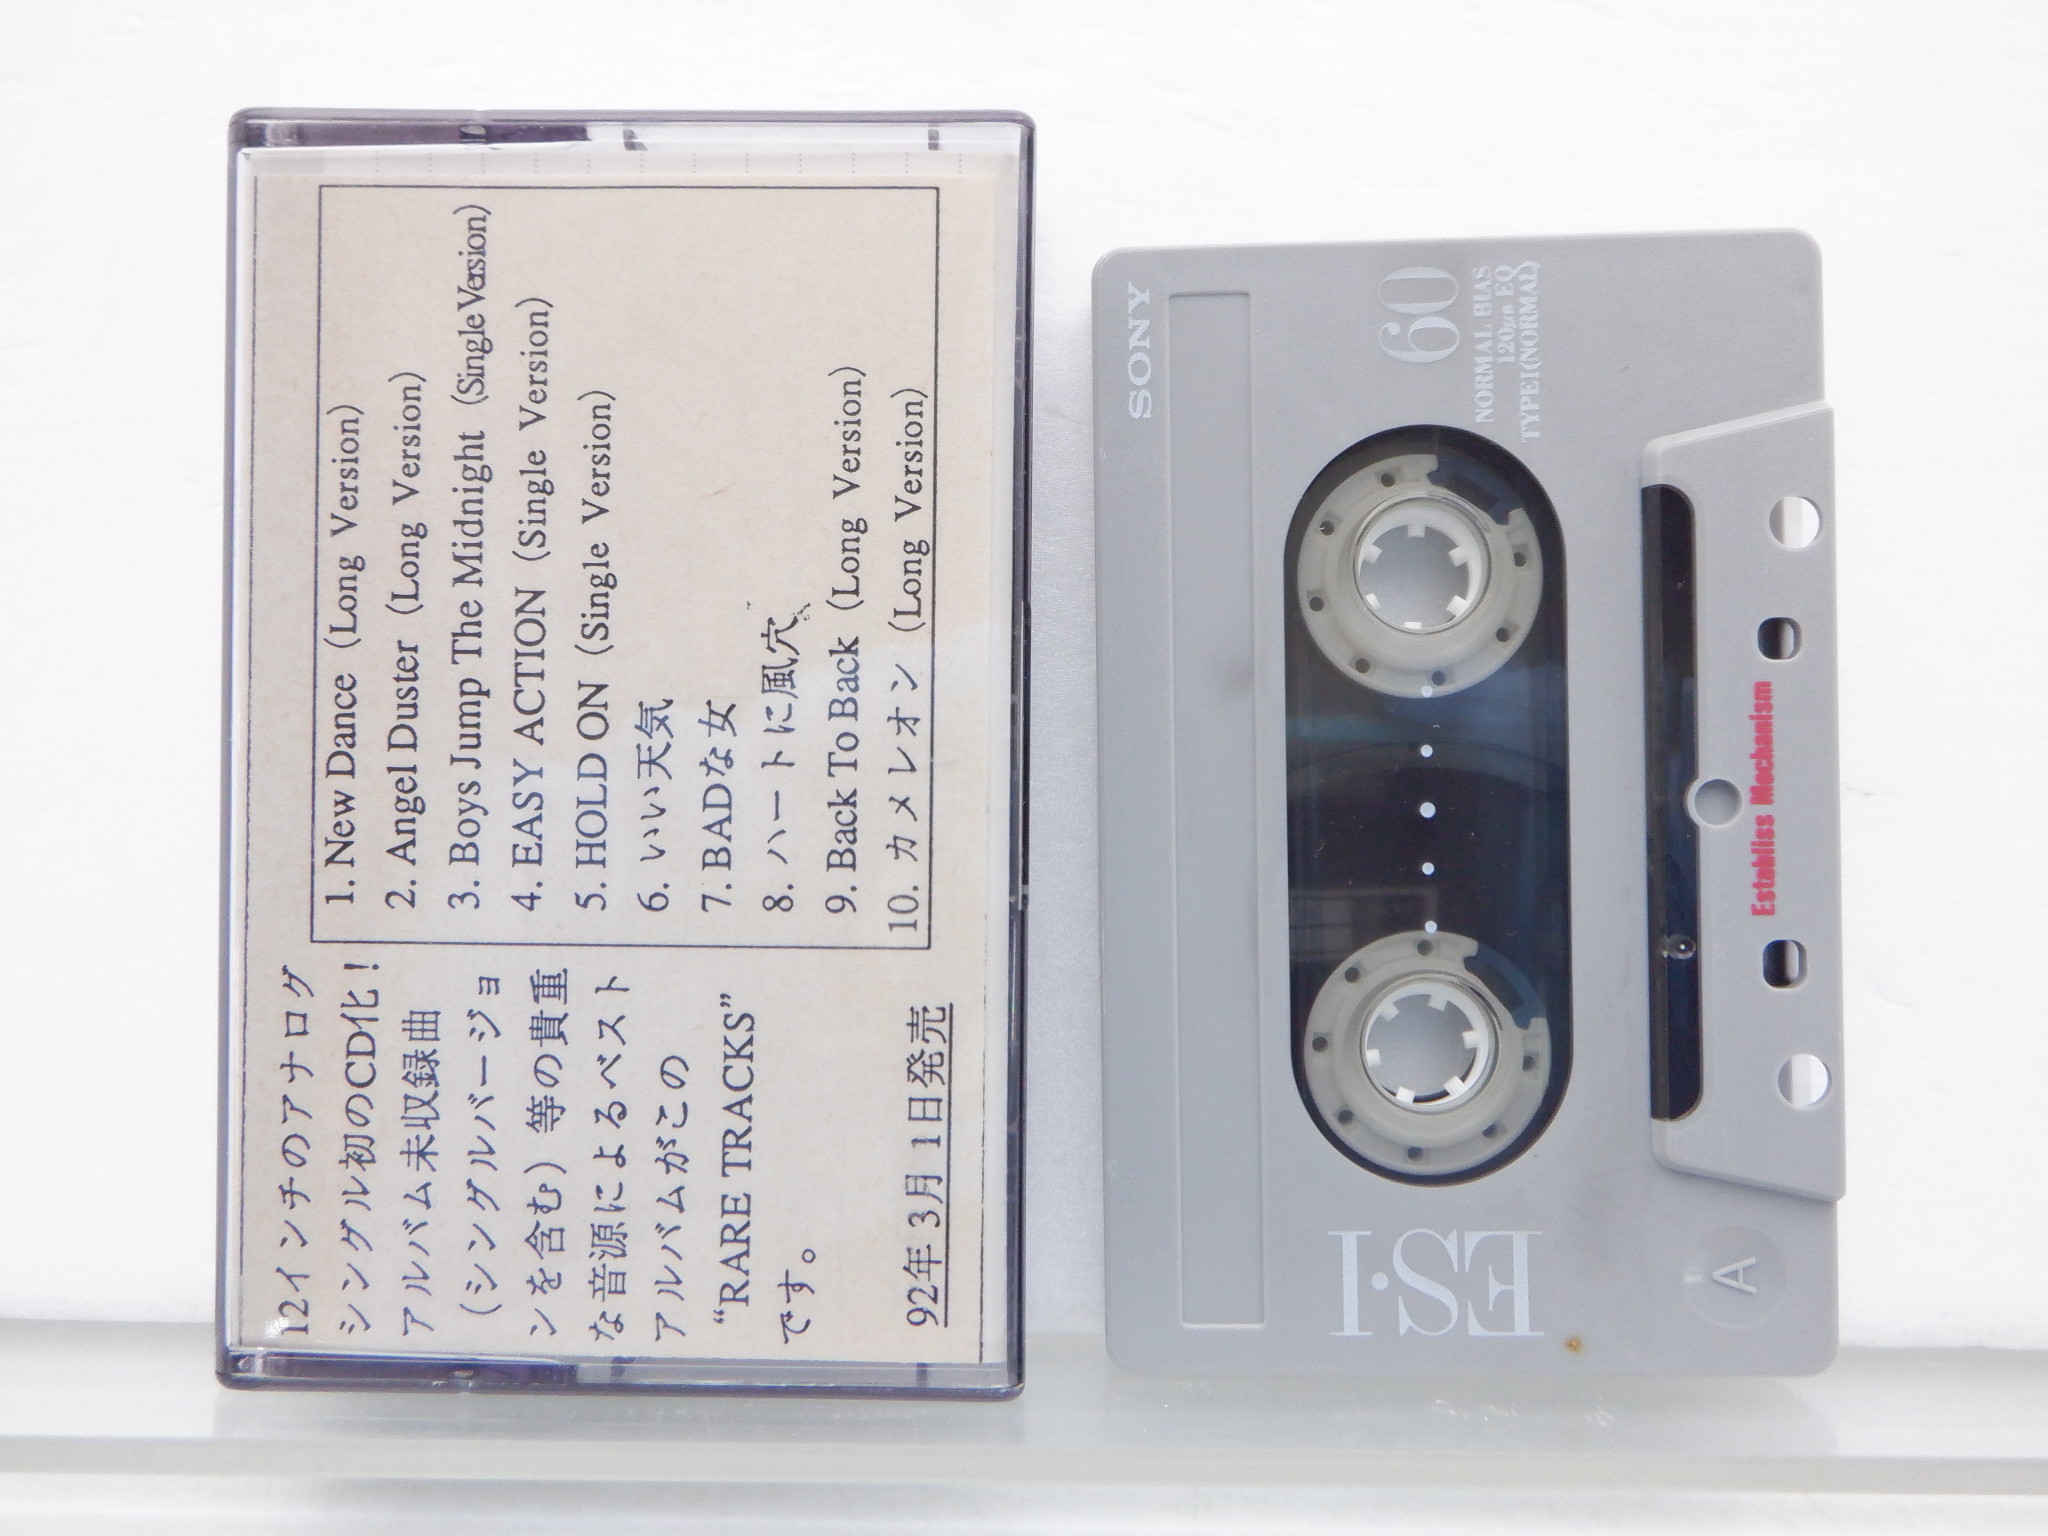 12インチのアナログ
シングル初のCD化！
アルバム未収録曲
（シングルバージョ
ンを含む）等の貴重
な音源によるベスト
アルバムがこの
“RARE TRACKS”
です。
92年3月1日発売
1. New Dance (Long Version)
2. Angel Duster (Long Version)
3. Boys Jump The Midnight (Single Version)
4. EASY ACTION (Single Version)
5. HOLD ON (Single Version)
6. いい天気
7. BADな女
8. ハートに風穴
9. Back To Back (Long Version)
10. カメレオン (Long Version)
SONY
60
NORMAL BIAS
120μs EQ
TYPEI(NORMAL)
ES·I
A
Establiss Mechanism